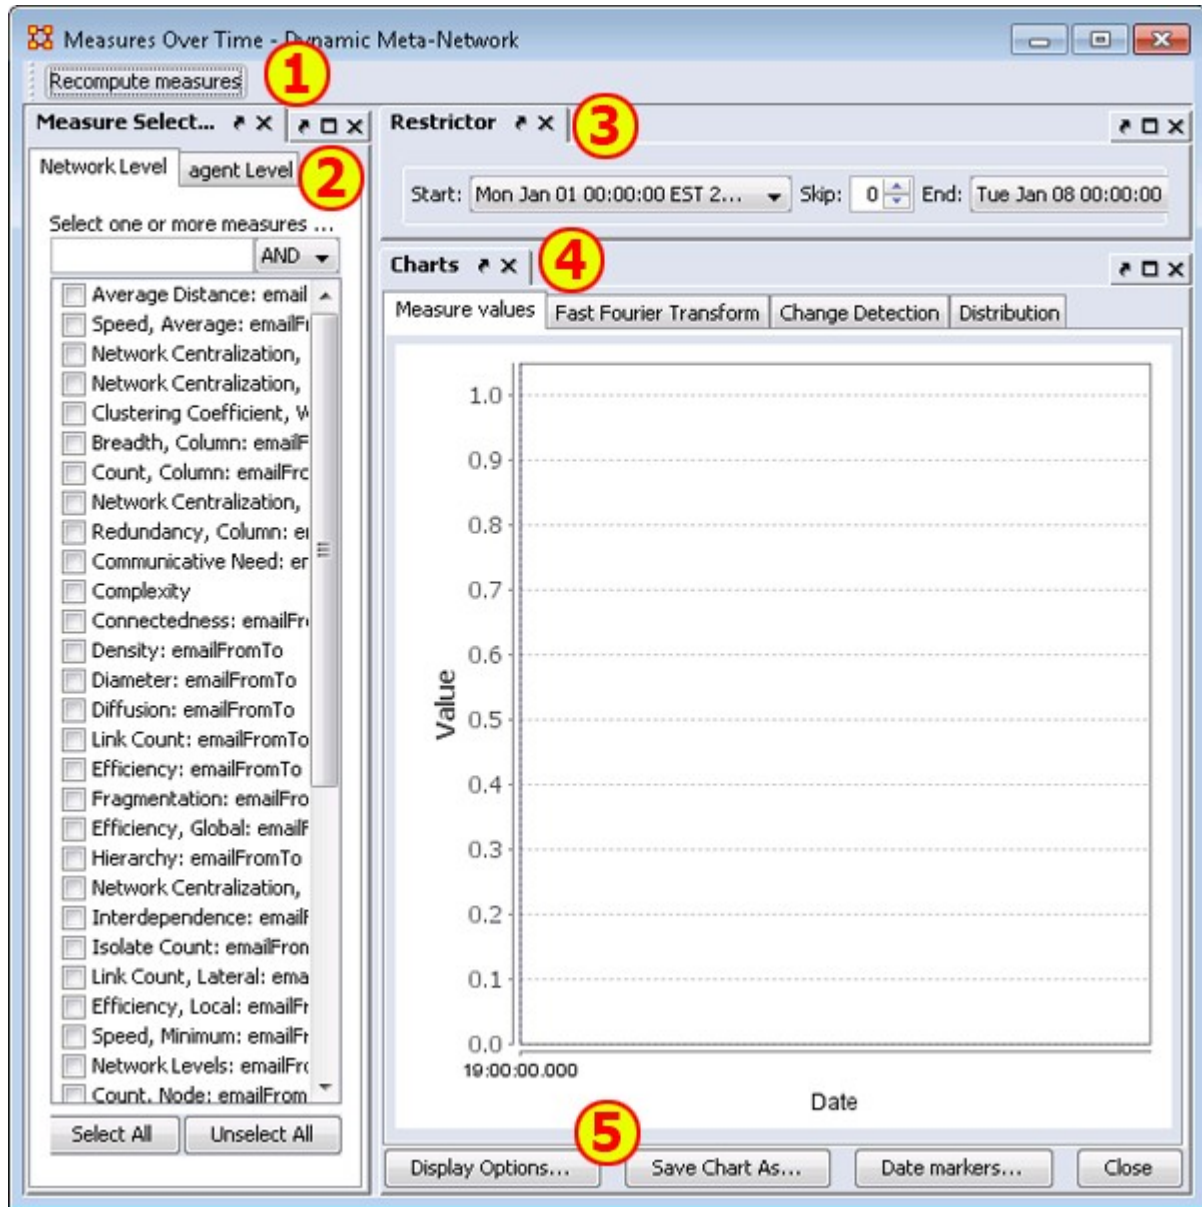 Measures Over Time - Dynamic Meta-Network
Recompute measures
1
Measure Select...
2
Network Level
agent Level
Select one or more measures ...
AND
Average Distance: email
Speed, Average: emailFr
Network Centralization,
Network Centralization,
Clustering Coefficient, W
Breadth, Column: emailF
Count, Column: emailFrc
Network Centralization,
Redundancy, Column: er
Communicative Need: er
Complexity
Connectedness: emailFr
Density: emailFromTo
Diameter: emailFromTo
Diffusion: emailFromTo
Link Count: emailFromTo
Efficiency: emailFromTo
Fragmentation: emailFro
Efficiency, Global: emailF
Hierarchy: emailFromTo
Network Centralization,
Interdependence: emailF
Isolate Count: emailFron
Link Count, Lateral: ema
Efficiency, Local: emailFr
Speed, Minimum: emailFr
Network Levels: emailFro
Count, Node: emailFrom
Select All
Unselect All
Restrictor
3
Start: Mon Jan 01 00:00:00 EST 2... Skip: 0 End: Tue Jan 08 00:00:00
Charts
4
Measure values
Fast Fourier Transform
Change Detection
Distribution
1.0
0.9
0.8
0.7
0.6
0.5
0.4
0.3
0.2
0.1
0.0
Value
19:00:00.000
Date
5
Display Options...
Save Chart As...
Date markers...
Close